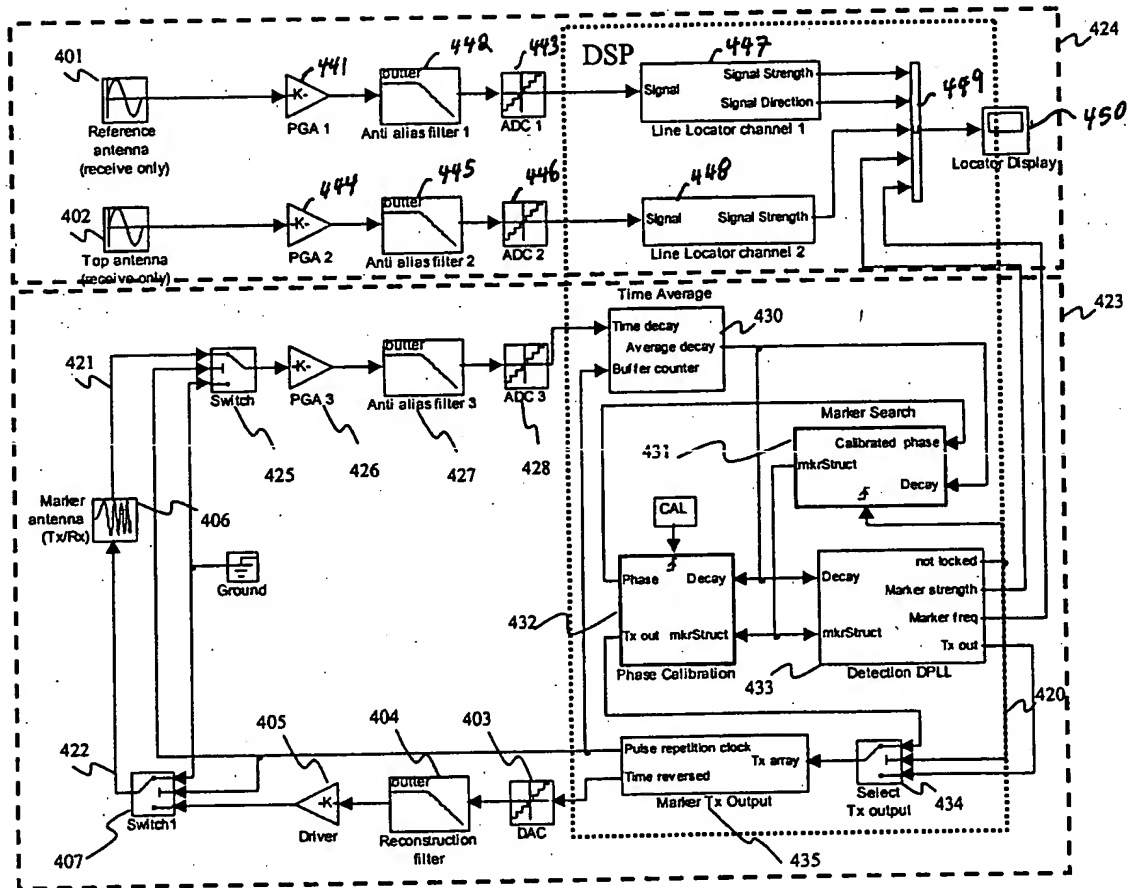 424
401
441
442
443
DSP
447
449
butter
-K-
Signal
Signal Strength
Signal Direction
450
Reference
antenna
(receive only)
PGA 1
Anti alias filter 1
ADC 1
Line Locator channel 1
Locator Display
402
444
445
446
448
butter
-K-
Signal
Signal Strength
Top antenna
(receive only)
PGA 2
Anti alias filter 2
ADC 2
Line Locator channel 2
423
Time Average
430
Time decay
Average decay
Buffer counter
421
butter
-K-
Switch
PGA 3
Anti alias filter 3
ADC 3
425
426
427
428
Marker Search
431
Calibrated phase
mkrStruct
Decay
Marker
antenna
(Tx/Rx)
406
CAL
Ground
432
Phase
Decay
Tx out
mkrStruct
Phase Calibration
Decay
not locked
Marker strength
Marker freq
mkrStruct
Tx out
433
Detection DPLL
420
422
405
404
403
butter
-K
Pulse repetition clock
Tx array
Time reversed
Marker Tx Output
435
Select
Tx output
434
Switch1
407
Driver
Reconstruction
filter
DAC